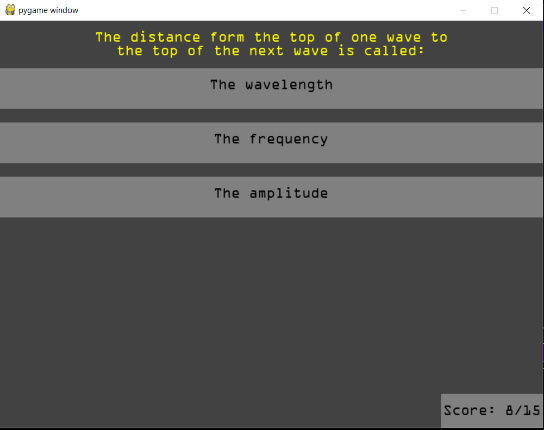 pygame window
The distance form the top of one wave to
the top of the next wave is called:
The wavelength
The frequency
The amplitude
Score: 8/15